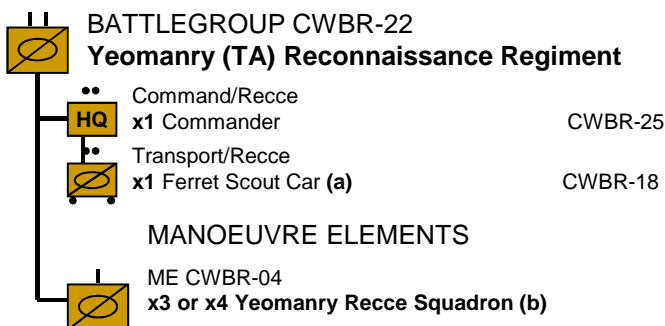 BATTLEGROUP CWBR-22
Yeomanry (TA) Reconnaissance Regiment
Command/Recce
HQ x1 Commander CWBR-25
Transport/Recce
x1 Ferret Scout Car (a) CWBR-18
MANOEUVRE ELEMENTS
ME CWBR-04
x3 or x4 Yeomanry Recce Squadron (b)